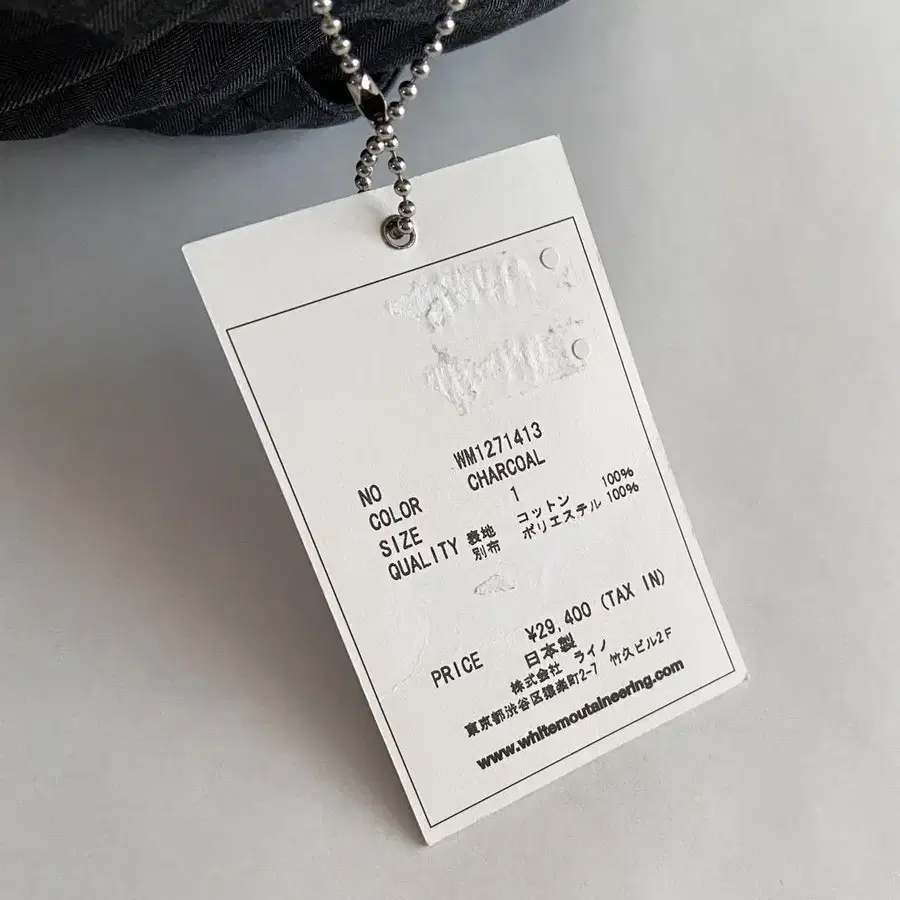 NO WM1271413
COLOR CHARCOAL
SIZE 1
QUALITY 表地 コットン 100%
別布 ポリエステル 100%
PRICE ¥29,400 (TAX IN)
日本製
株式会社 ライノ
東京都渋谷区猿楽町2-7 竹久ビル2F
www.whitemoutaineering.com